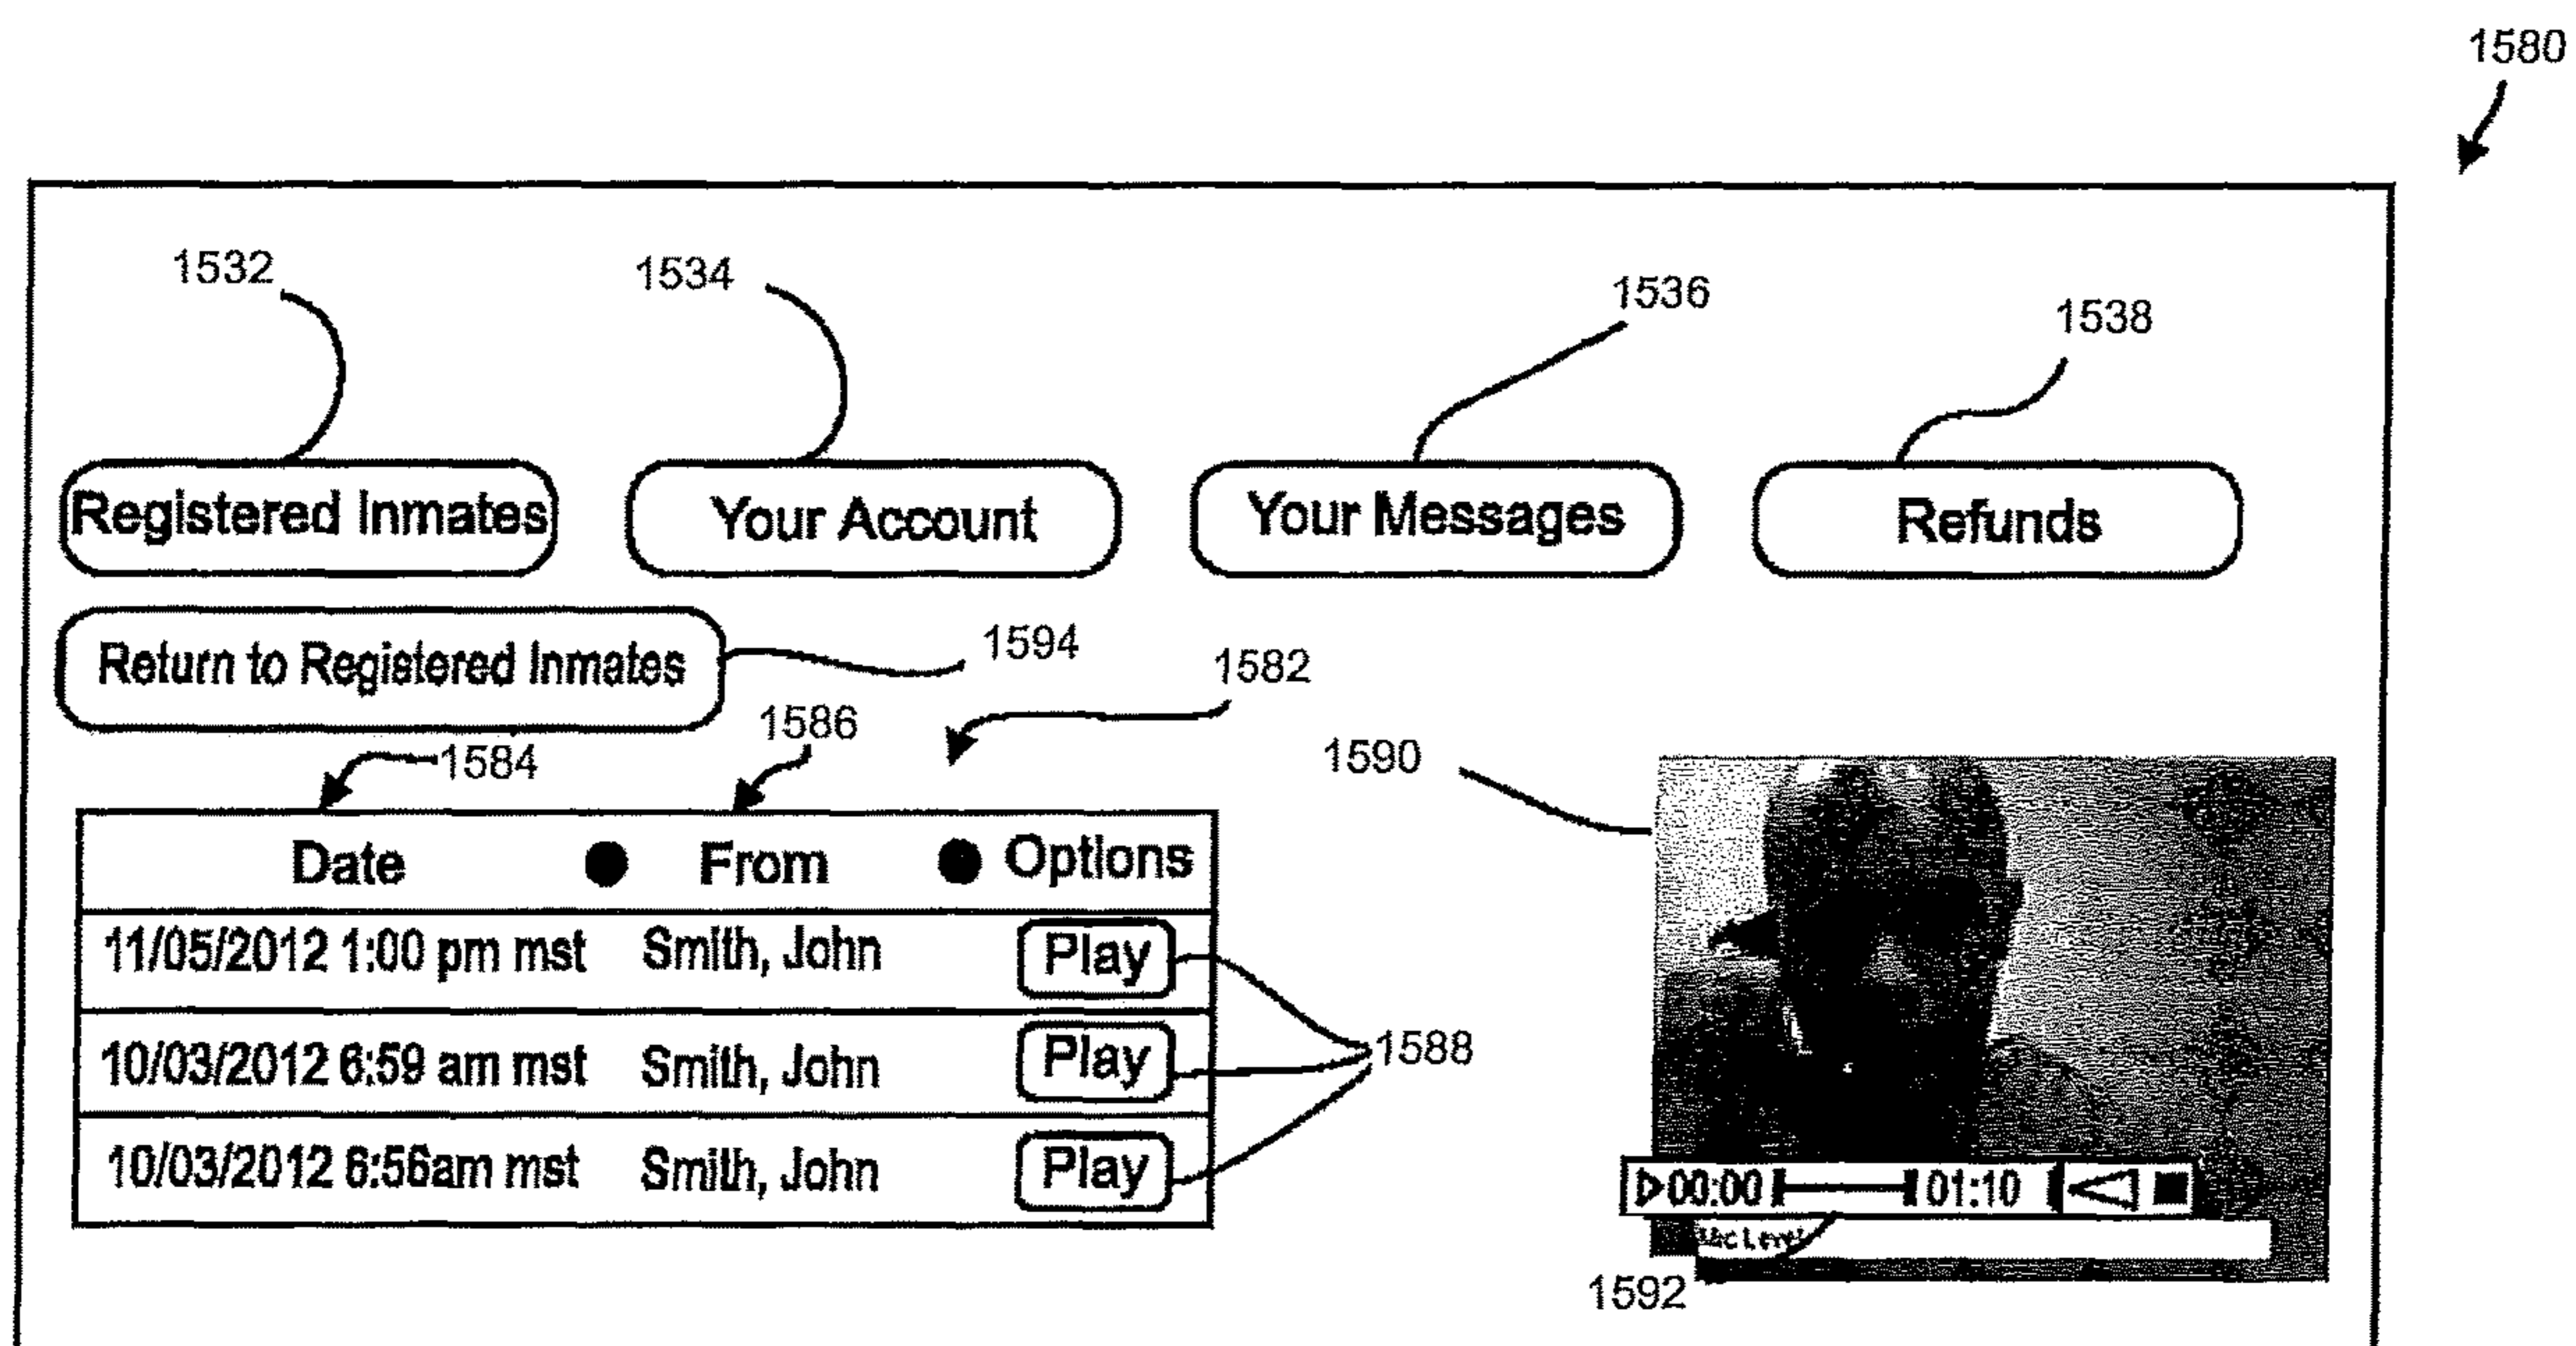 1580
1532 1534 1536 1538
Registered Inmates Your Account Your Messages Refunds
Return to Registered Inmates 1594 1582
1586
1584 1590
Date From Options
11/05/2012 1:00 pm mst Smith, John Play
10/03/2012 6:59 am mst Smith, John Play
1588
10/03/2012 6:56am mst Smith, John Play
00:00 01:10
1592